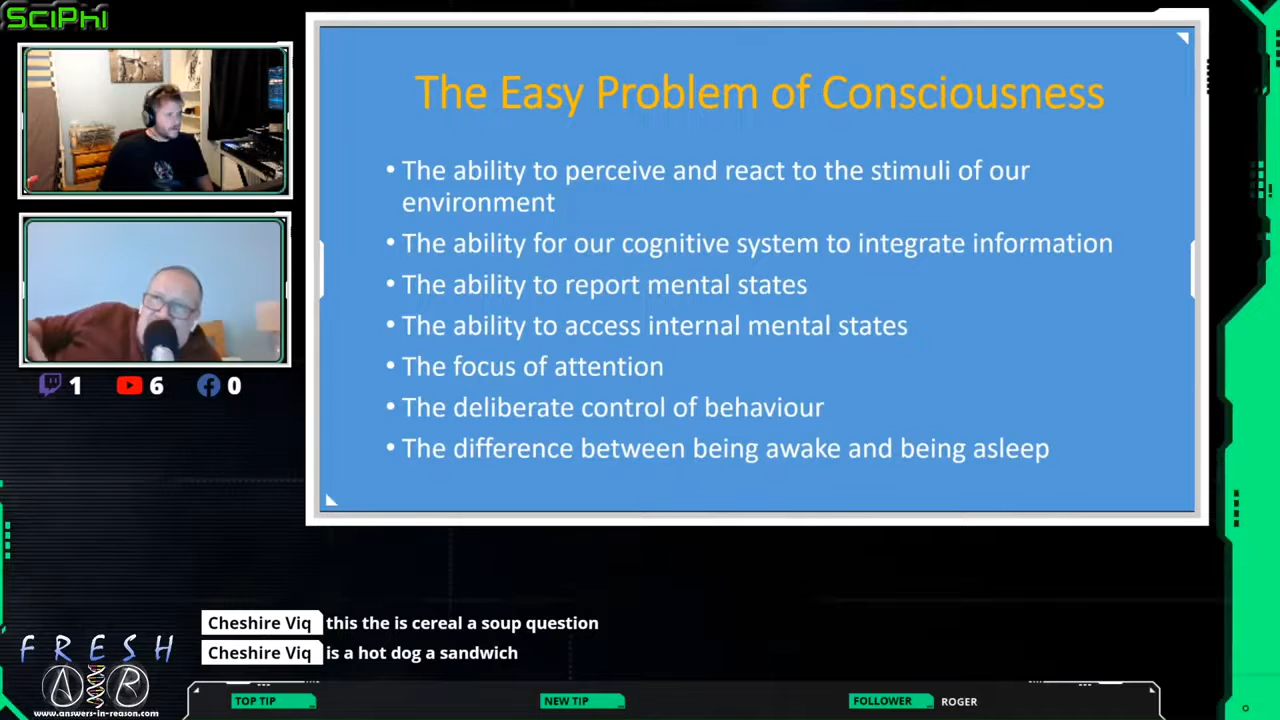 SciPhi
The Easy Problem of Consciousness
• The ability to perceive and react to the stimuli of our
environment
• The ability for our cognitive system to integrate information
• The ability to report mental states
• The ability to access internal mental states
• The focus of attention
• The deliberate control of behaviour
• The difference between being awake and being asleep
1 6 0
Cheshire Viq this the is cereal a soup question
Cheshire Viq is a hot dog a sandwich
FRESH
A R
www.answers-in-reason.com
TOP TIP NEW TIP FOLLOWER ROGER